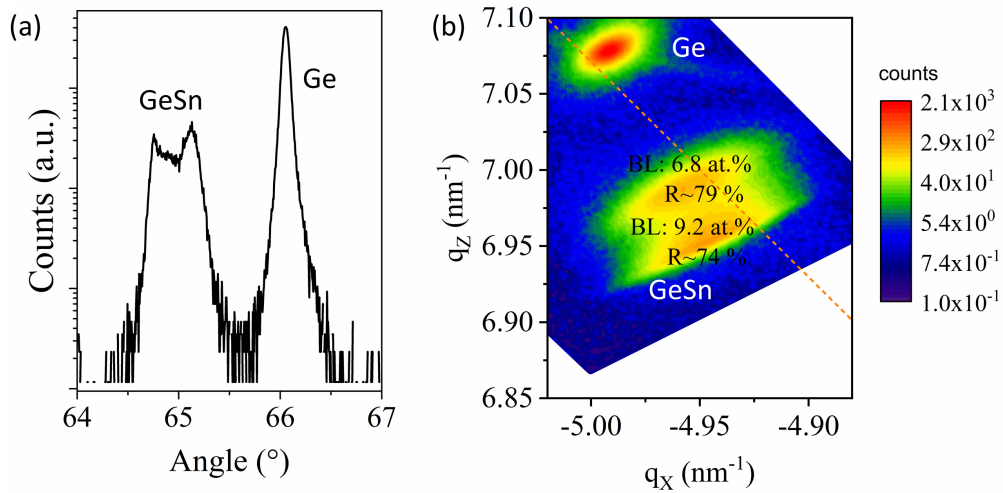 (a)
GeSn
Ge
Counts (a.u.)
64
65
66
67
Angle (°)
(b)
7.10
7.05
7.00
6.95
6.90
6.85
q_Z (nm⁻¹)
Ge
BL: 6.8 at.%
R~79 %
BL: 9.2 at.%
R~74 %
GeSn
-5.00
-4.95
-4.90
q_X (nm⁻¹)
counts
2.1x10³
2.9x10²
4.0x10¹
5.4x10⁰
7.4x10⁻¹
1.0x10⁻¹